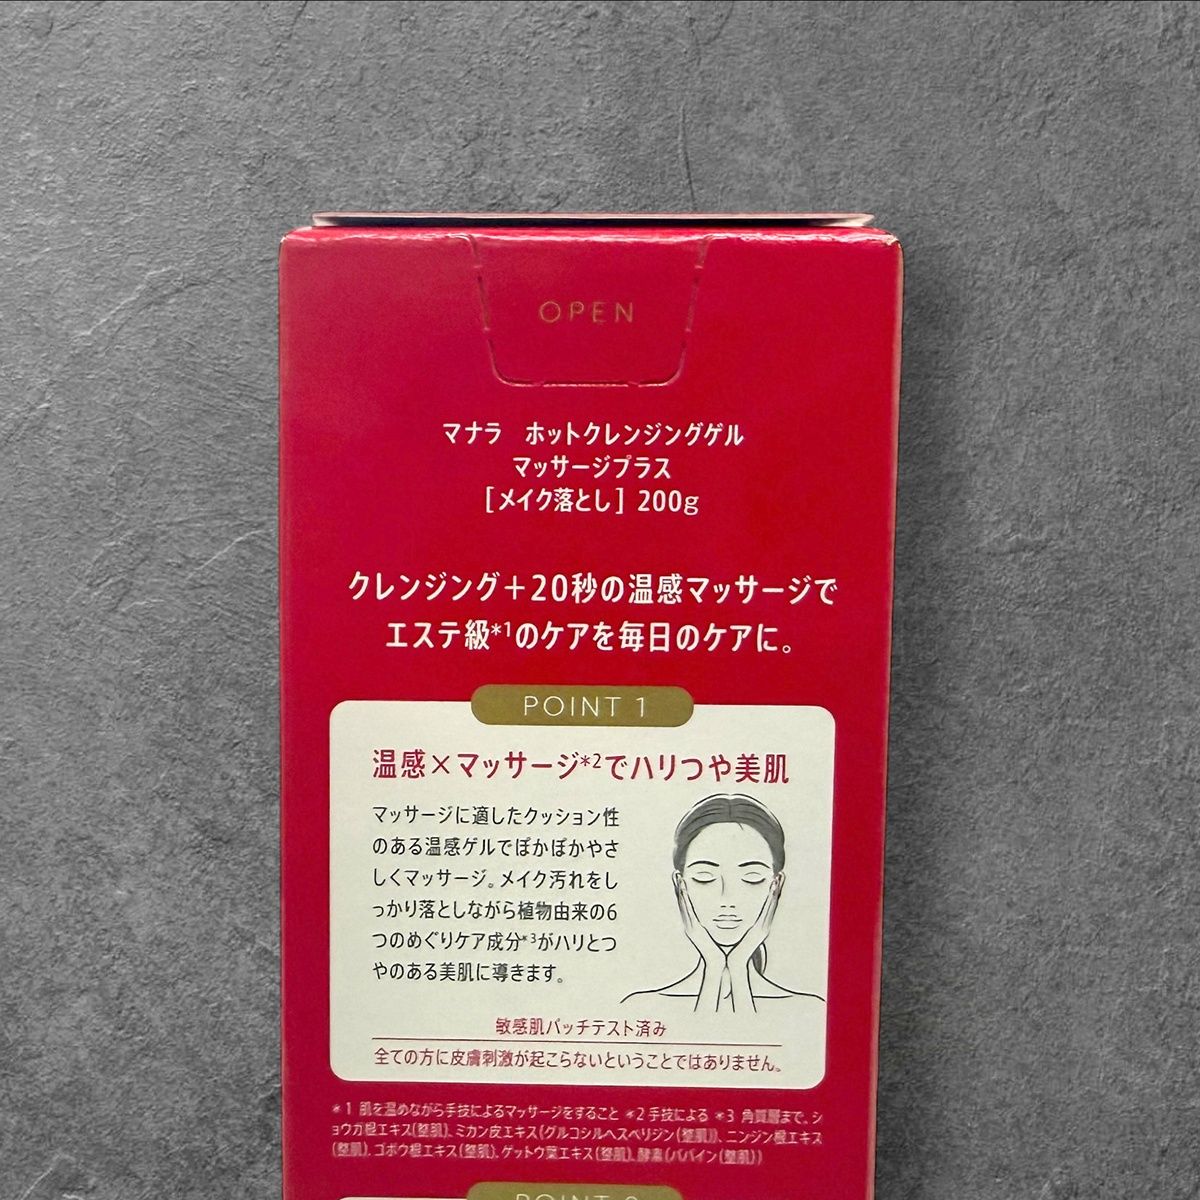 OPEN
マナラ　ホットクレンジングゲル
マッサージプラス
[メイク落とし] 200g
クレンジング＋20秒の温感マッサージで
エステ級*1のケアを毎日のケアに。
POINT 1
温感×マッサージ*2でハリつや美肌
マッサージに適したクッション性
のある温感ゲルでぽかぽかやさ
しくマッサージ。メイク汚れをし
っかり落としながら植物由来の6
つのめぐりケア成分*3がハリとつ
やのある美肌に導きます。
敏感肌パッチテスト済み
全ての方に皮膚刺激が起こらないということではありません。
*1 肌を温めながら手技によるマッサージをすること *2 手技による *3 角質層まで、シ
ョウガ根エキス(整肌)、ミカン皮エキス(グルコシルヘスペリジン(整肌))、ニンジン根エキス
(整肌)、ゴボウ根エキス(整肌)、ゲットウ葉エキス(整肌)、酵素(パパイン(整肌))
POINT 2